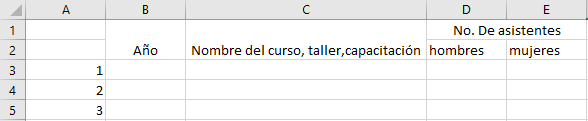 A B C D E
1 No. De asistentes
2 Año Nombre del curso, taller,capacitación hombres mujeres
3 1
4 2
5 3